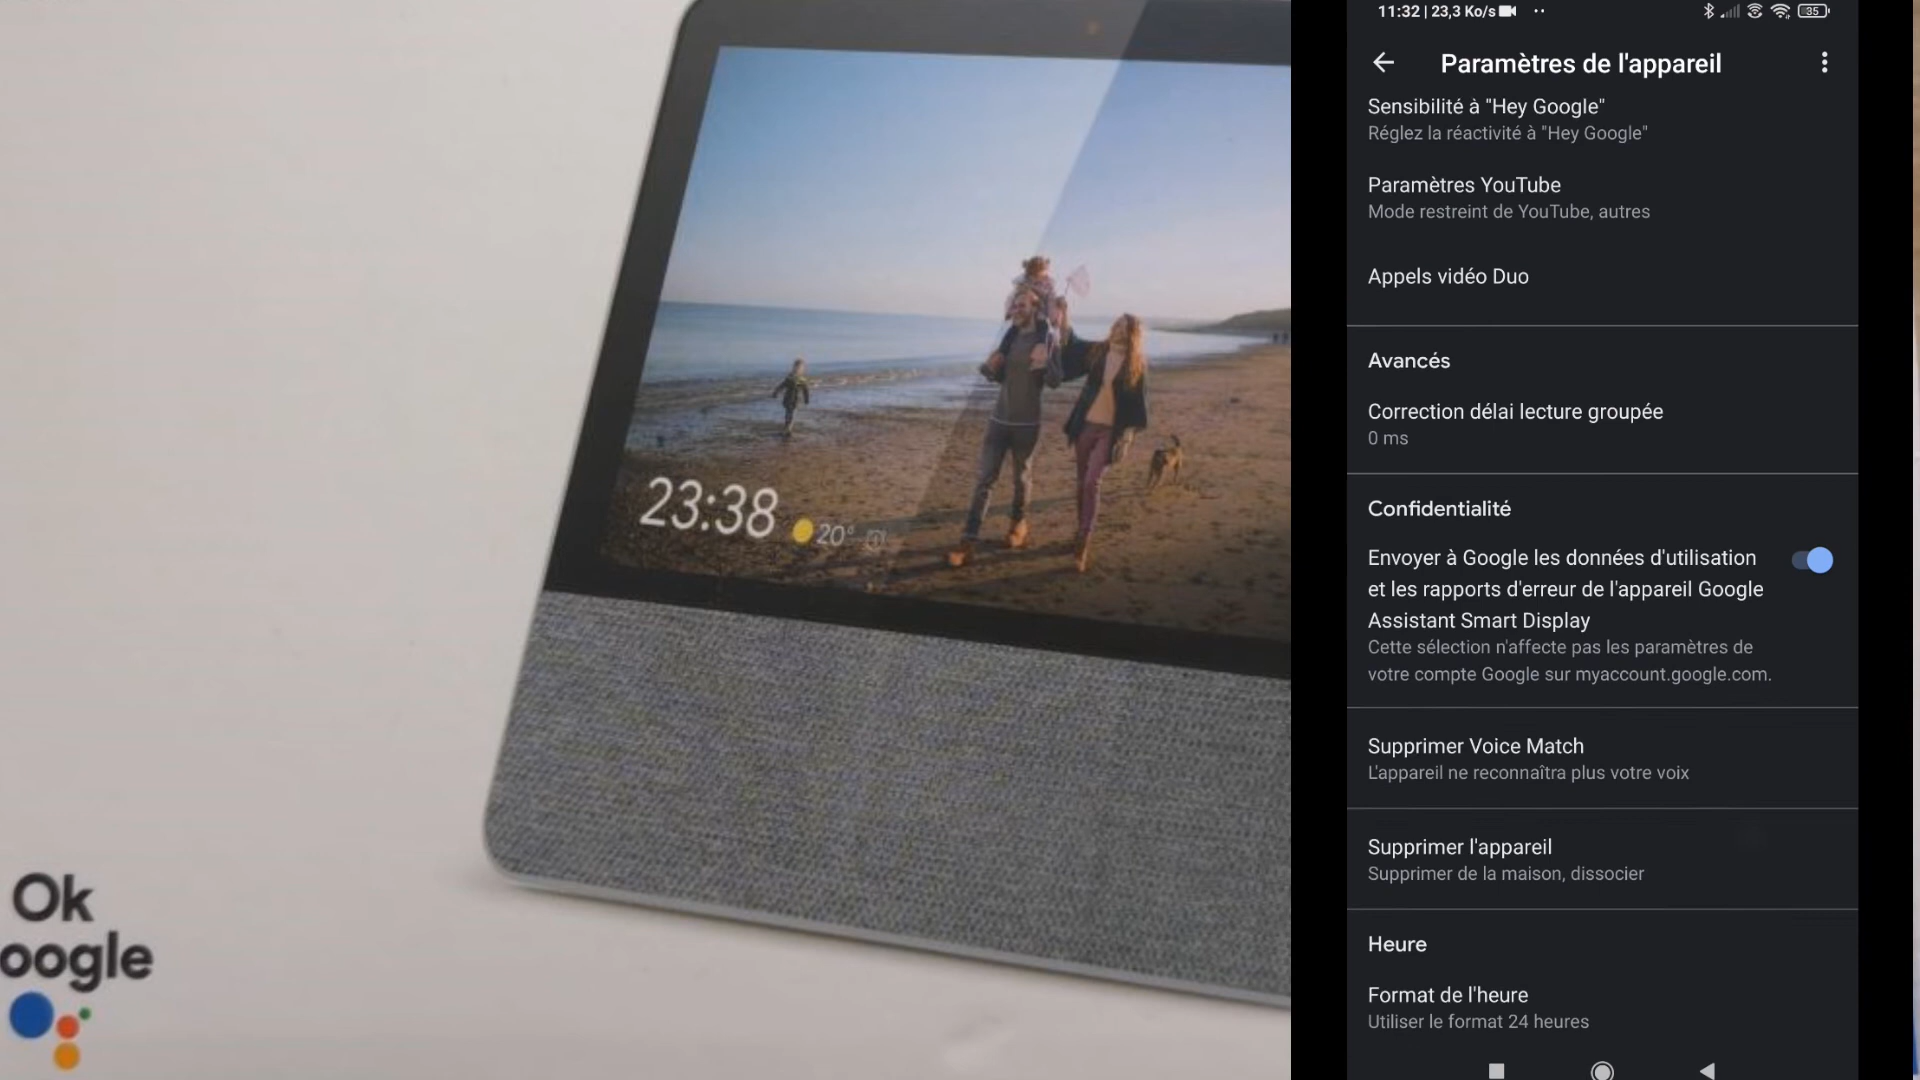 23:38
20°
Ok
oogle
11:32 | 23,3 Ko/s
35
Paramètres de l'appareil
Sensibilité à "Hey Google"
Réglez la réactivité à "Hey Google"
Paramètres YouTube
Mode restreint de YouTube, autres
Appels vidéo Duo
Avancés
Correction délai lecture groupée
0 ms
Confidentialité
Envoyer à Google les données d'utilisation
et les rapports d'erreur de l'appareil Google
Assistant Smart Display
Cette sélection n'affecte pas les paramètres de
votre compte Google sur myaccount.google.com.
Supprimer Voice Match
L'appareil ne reconnaîtra plus votre voix
Supprimer l'appareil
Supprimer de la maison, dissocier
Heure
Format de l'heure
Utiliser le format 24 heures